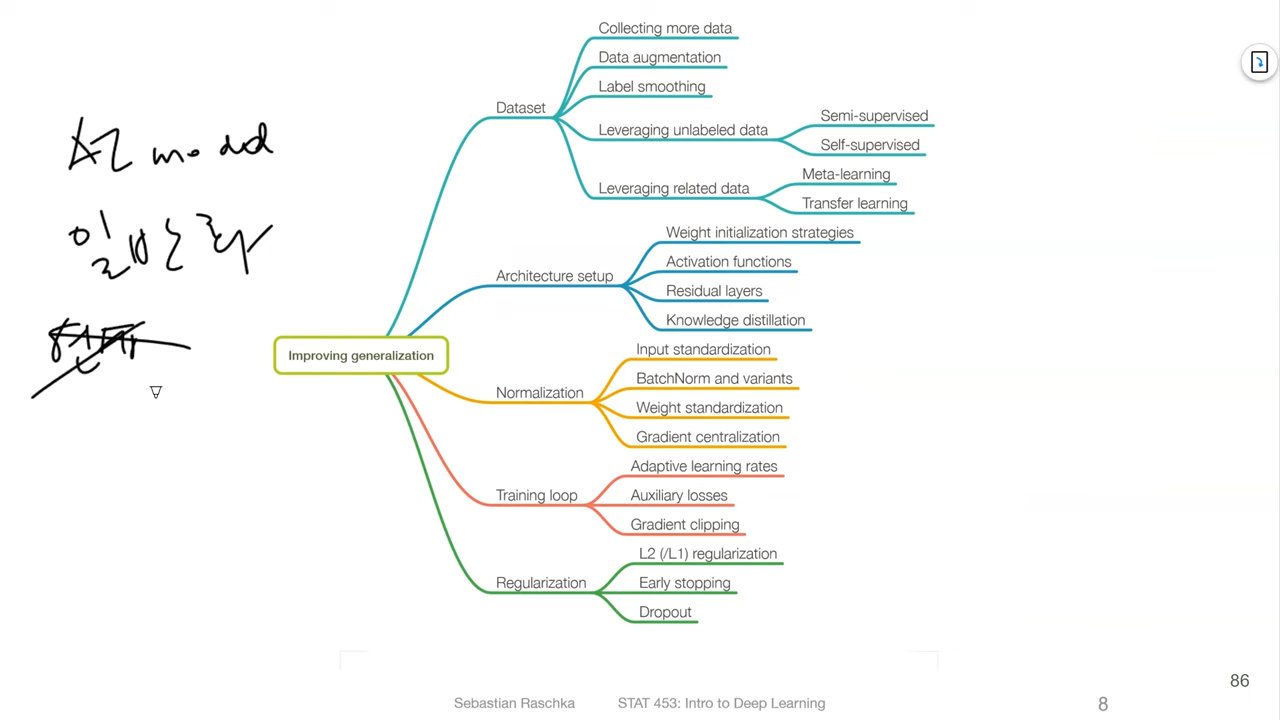 Collecting more data
Data augmentation
Label smoothing
Dataset
Leveraging unlabeled data
Semi-supervised
Self-supervised
Leveraging related data
Meta-learning
Transfer learning
model
일반화
Weight initialization strategies
Activation functions
Architecture setup
Residual layers
Knowledge distillation
Improving generalization
Input standardization
BatchNorm and variants
Normalization
Weight standardization
Gradient centralization
Adaptive learning rates
Training loop
Auxiliary losses
Gradient clipping
L2 (/L1) regularization
Regularization
Early stopping
Dropout
86
Sebastian Raschka STAT 453: Intro to Deep Learning 8